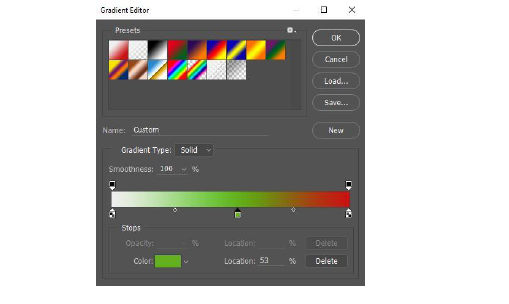 Gradient Editor
Presets
OK
Cancel
Load...
Save...
Name: Custom
New
Gradient Type: Solid
Smoothness: 100 %
Stops
Opacity: % Location: % Delete
Color: Location: 53 % Delete